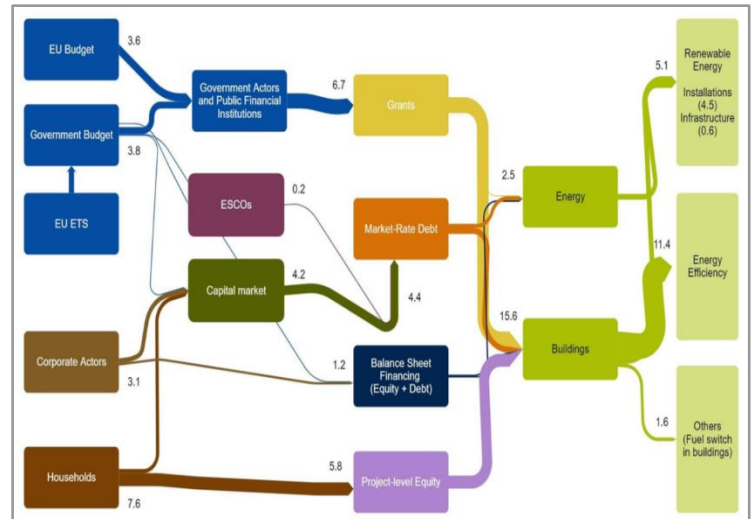 EU Budget
3.6
Government Budget
3.8
EU ETS
Corporate Actors
3.1
Households
7.6
Government Actors
and Public Financial
Institutions
6.7
ESCOs
0.2
Capital market
4.2
4.4
1.2
5.8
Grants
Market-Rate Debt
Balance Sheet
Financing
(Equity + Debt)
Project-level Equity
2.5
Energy
15.6
Buildings
5.1
11.4
1.6
Renewable
Energy
Installations
(4.5)
Infrastructure
(0.6)
Energy
Efficiency
Others
(Fuel switch
in buildings)